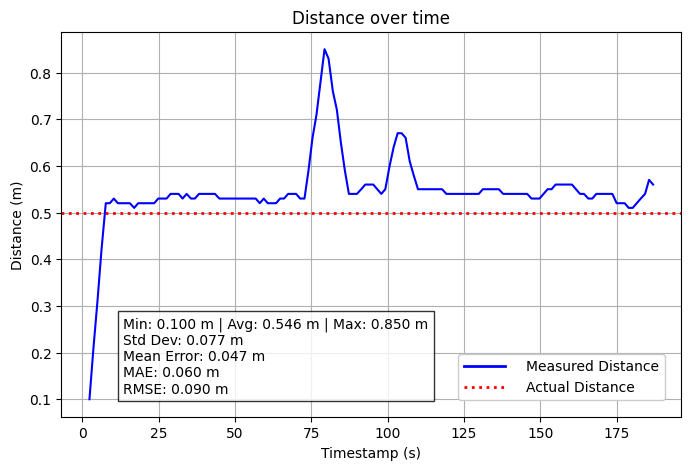 Distance over time
Distance (m)
0.8
0.7
0.6
0.5
0.4
0.3
0.2
0.1
Min: 0.100 m | Avg: 0.546 m | Max: 0.850 m
Std Dev: 0.077 m
Mean Error: 0.047 m
MAE: 0.060 m
RMSE: 0.090 m
Measured Distance
Actual Distance
0 25 50 75 100 125 150 175
Timestamp (s)